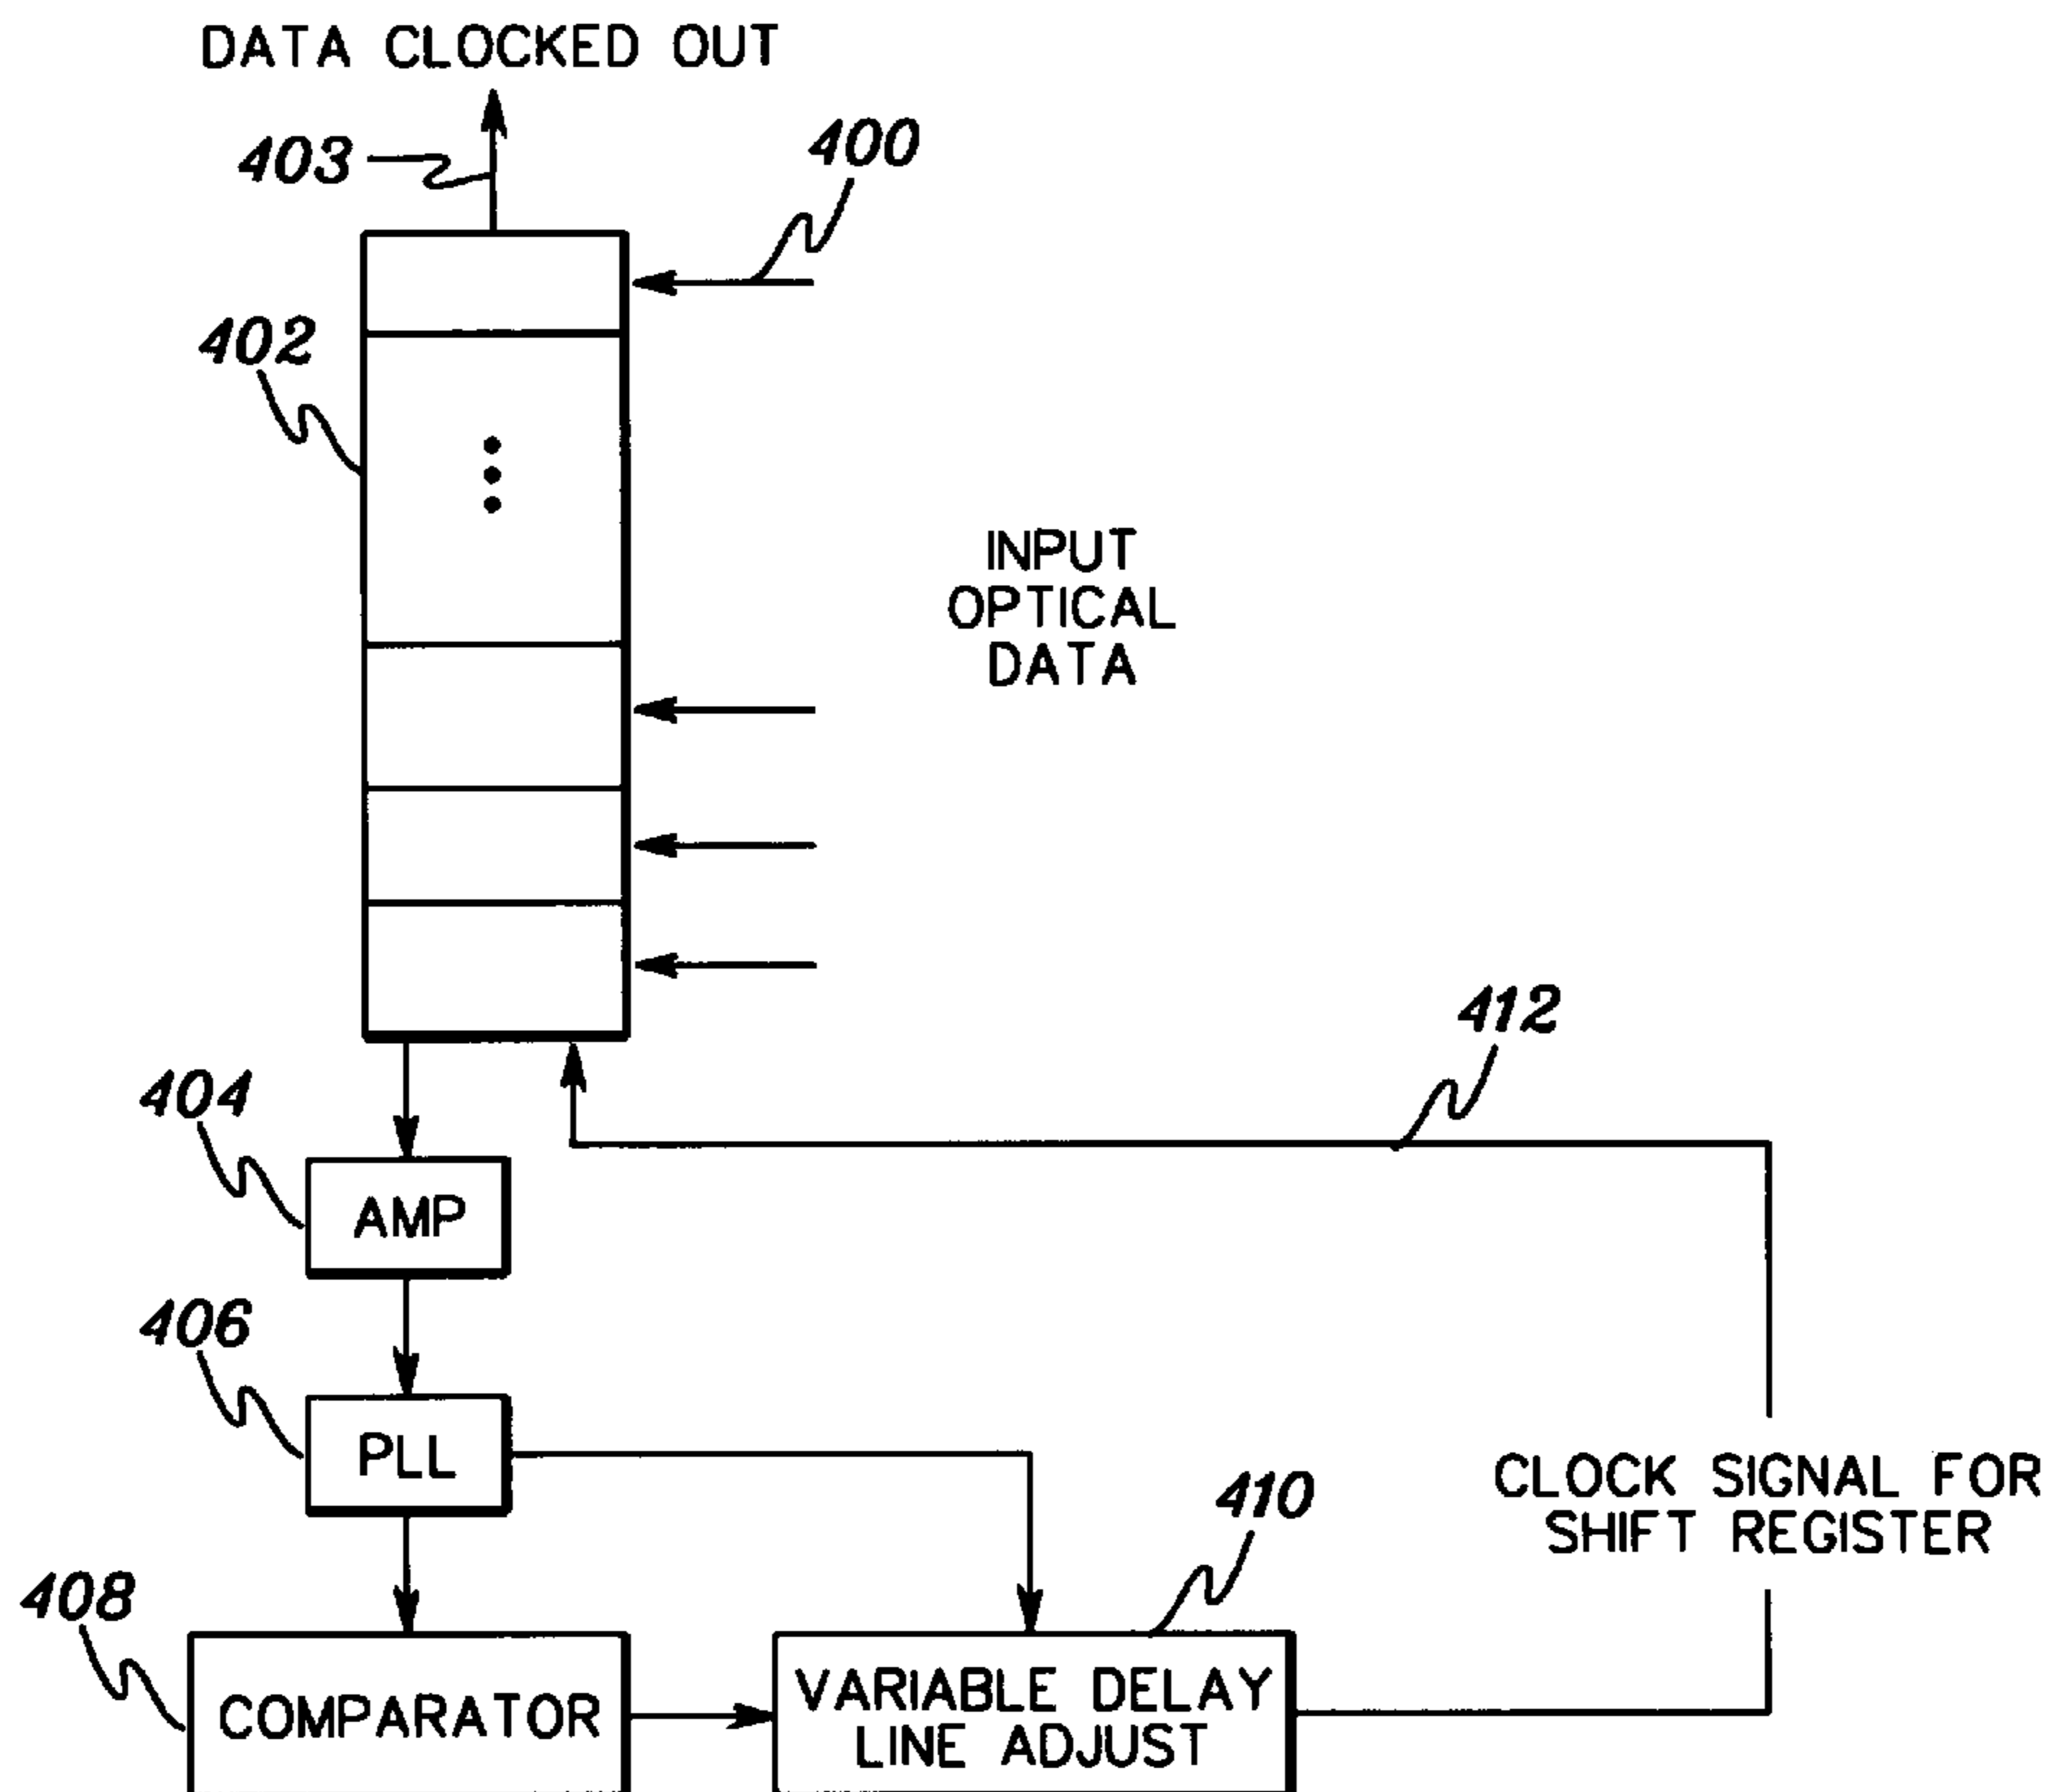 DATA CLOCKED OUT
403
400
402
INPUT
OPTICAL
DATA
412
404
AMP
406
PLL
410
CLOCK SIGNAL FOR
SHIFT REGISTER
408
COMPARATOR
VARIABLE DELAY
LINE ADJUST